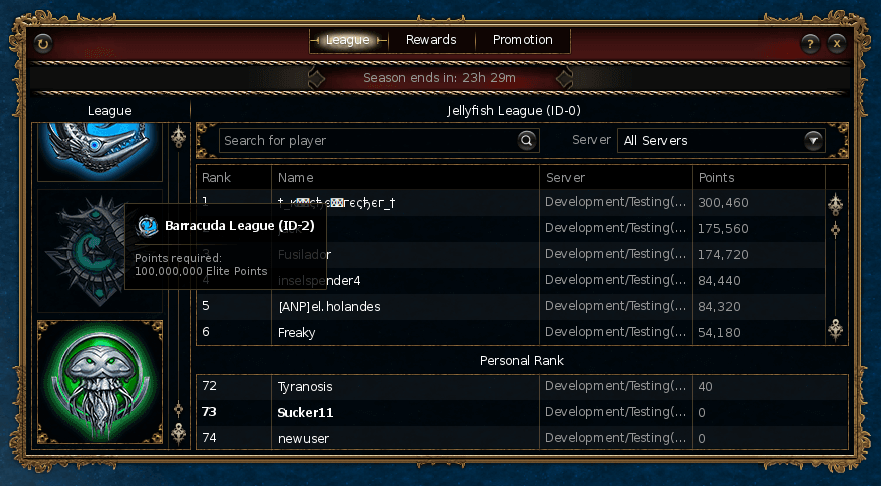 League Rewards Promotion
? X
Season ends in: 23h 29m
League
Jellyfish League (ID-0)
Search for player
Server
All Servers
Rank Name Server Points
1 Development/Testing(... 300,460
Development/Testing(... 175,560
3 Fusilador Development/Testing(... 174,720
4 inselspender4 Development/Testing(... 84,440
5 [ANP]el.holandes Development/Testing(... 84,320
6 Freaky Development/Testing(... 54,180
Barracuda League (ID-2)
Points required:
100,000,000 Elite Points
Personal Rank
72 Tyranosis Development/Testing(... 40
73 Sucker11 Development/Testing(... 0
74 newuser Development/Testing(... 0